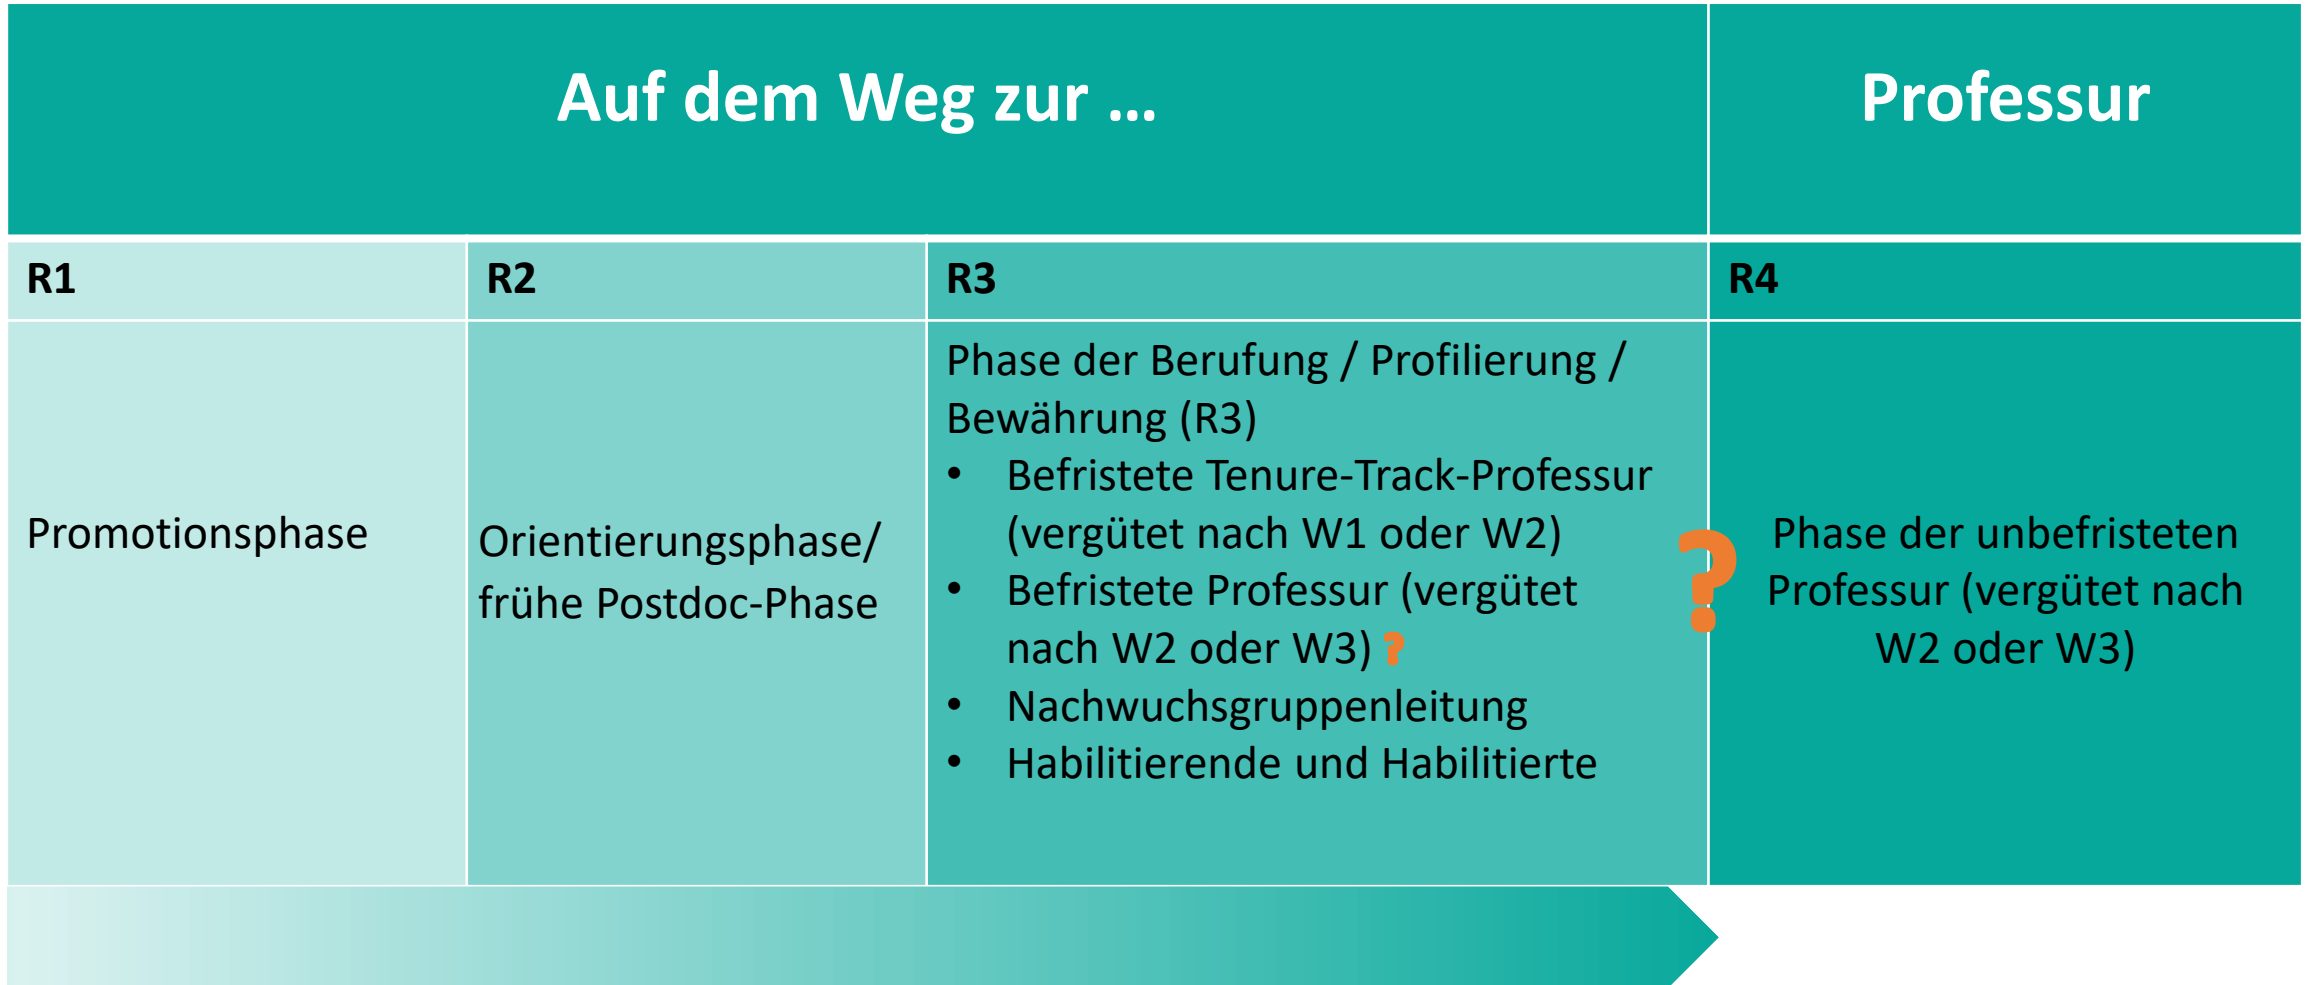 Auf dem Weg zur …
Professur
R1
R2
R3
R4
Promotionsphase
Orientierungsphase/
frühe Postdoc-Phase
Phase der Berufung / Profilierung /
Bewährung (R3)
• Befristete Tenure-Track-Professur
(vergütet nach W1 oder W2)
• Befristete Professur (vergütet
nach W2 oder W3) ?
• Nachwuchsgruppenleitung
• Habilitierende und Habilitierte
?
Phase der unbefristeten
Professur (vergütet nach
W2 oder W3)